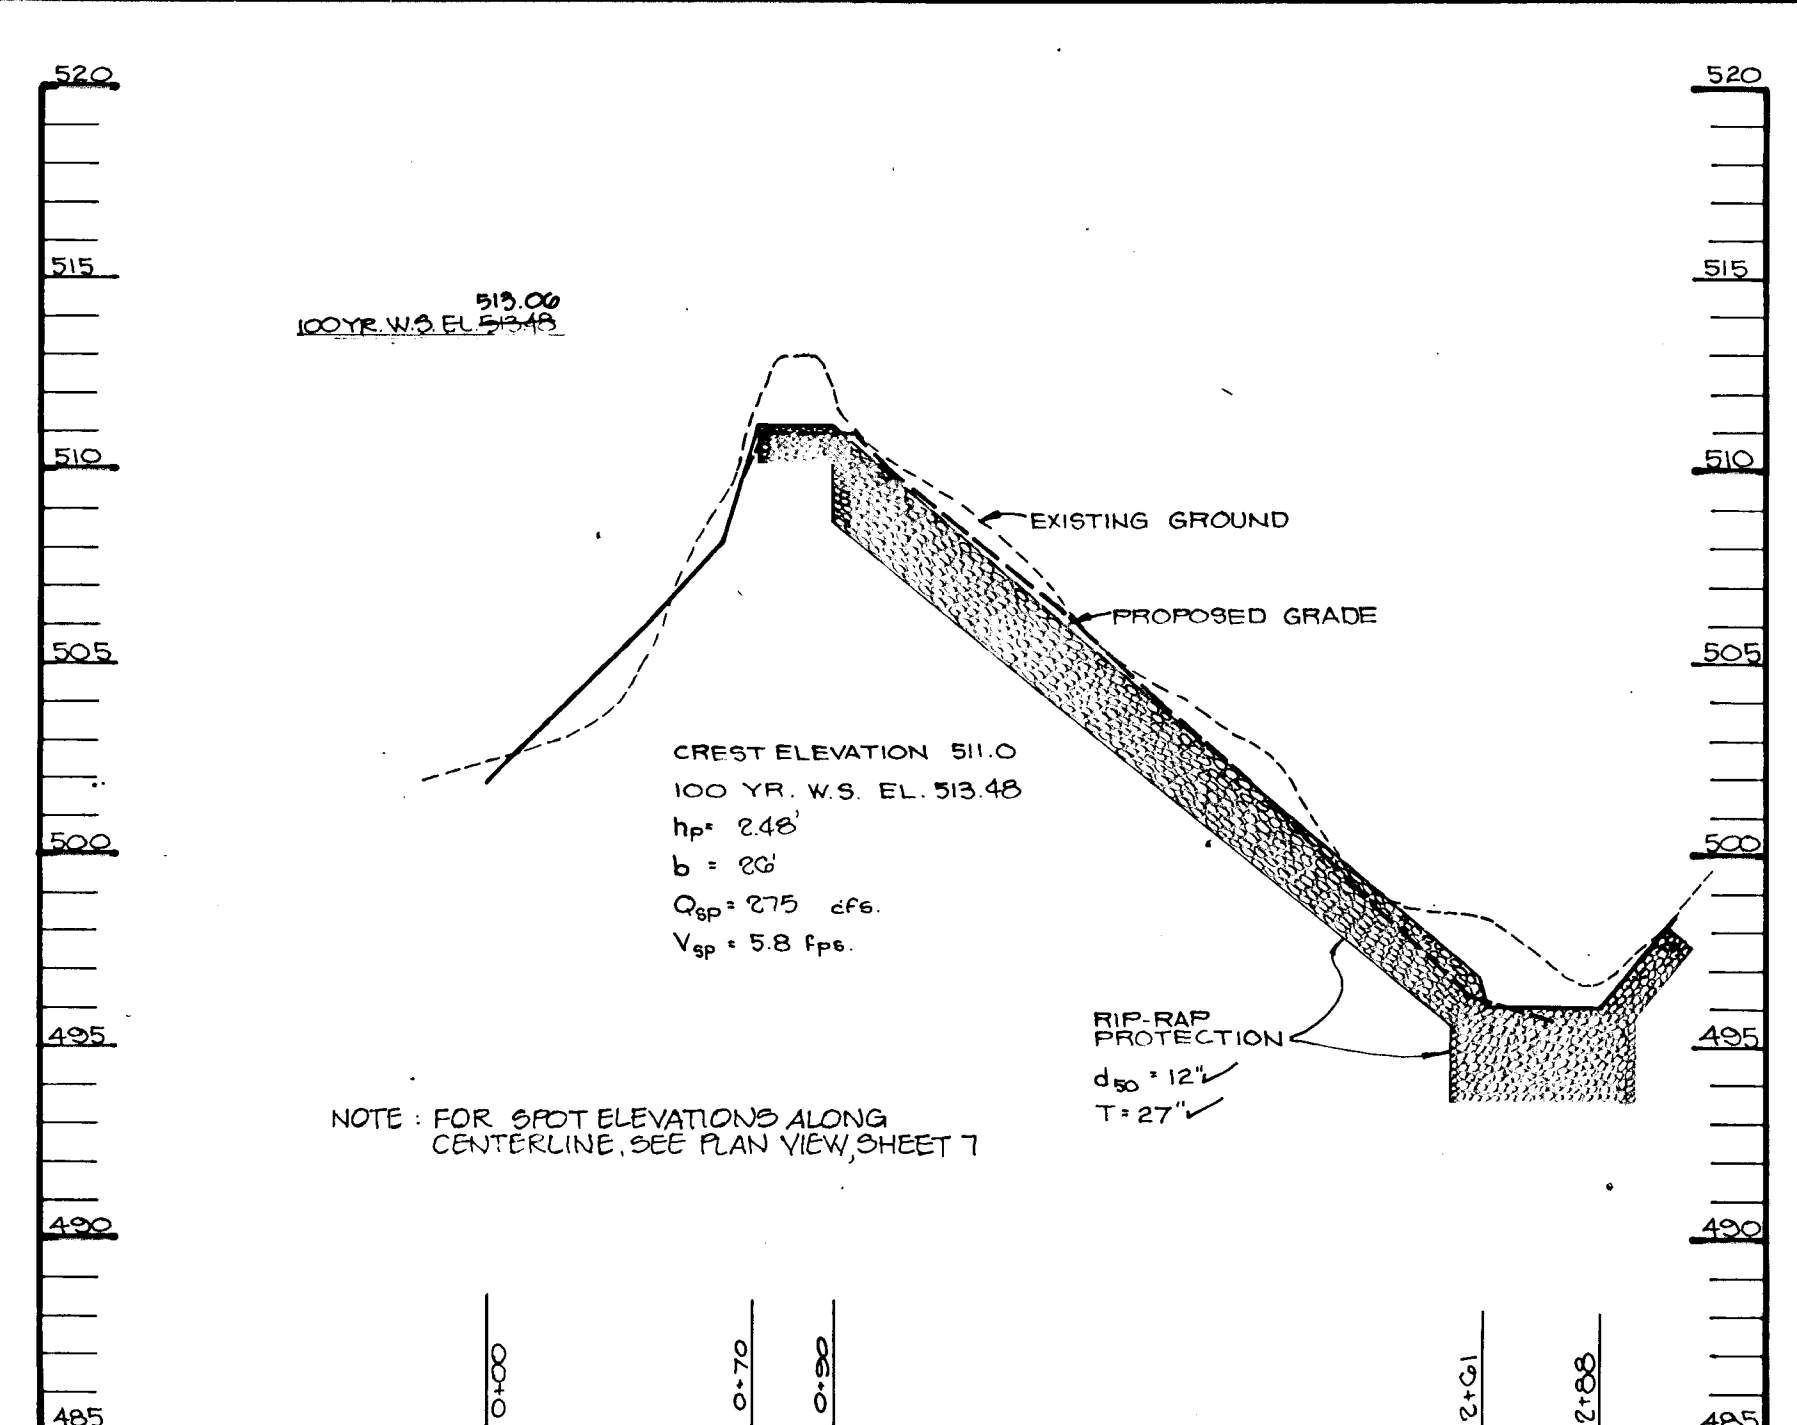 520
520
515
515
513.06
100 YR. W.S. EL. 513.48
510
510
EXISTING GROUND
PROPOSED GRADE
505
505
CREST ELEVATION 511.0
100 YR. W.S. EL. 513.48
hp= 2.48'
b = 26'
Qsp = 275 cfs.
Vsp = 5.8 fps.
500
500
RIP-RAP
PROTECTION
d50 = 12"✓
T = 27"✓
495
495
NOTE : FOR SPOT ELEVATIONS ALONG
CENTERLINE, SEE PLAN VIEW, SHEET 7
490
490
0+00
0+70
0+90
2+61
2+88
485
485